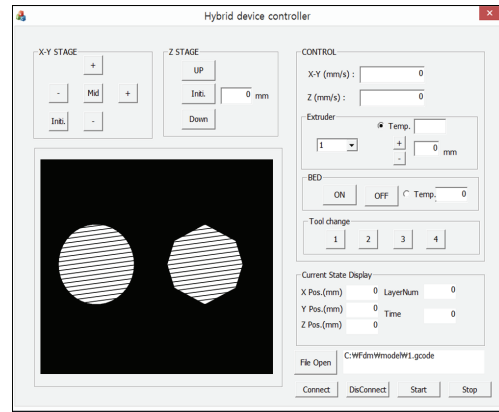 Hybrid device controller
×
X-Y STAGE
+
- Mid +
Initi. -
Z STAGE
UP
Initi. 0 mm
Down
CONTROL
X-Y (mm/s) : 0
Z (mm/s) : 0
Extruder
Temp.
1 + 0 mm
-
BED
ON OFF Temp. 0
Tool change
1 2 3 4
Current State Display
X Pos.(mm) 0 LayerNum 0
Y Pos.(mm) 0 Time 0
Z Pos.(mm) 0
File Open C:₩Fdm₩model₩1.gcode
Connect DisConnect Start Stop